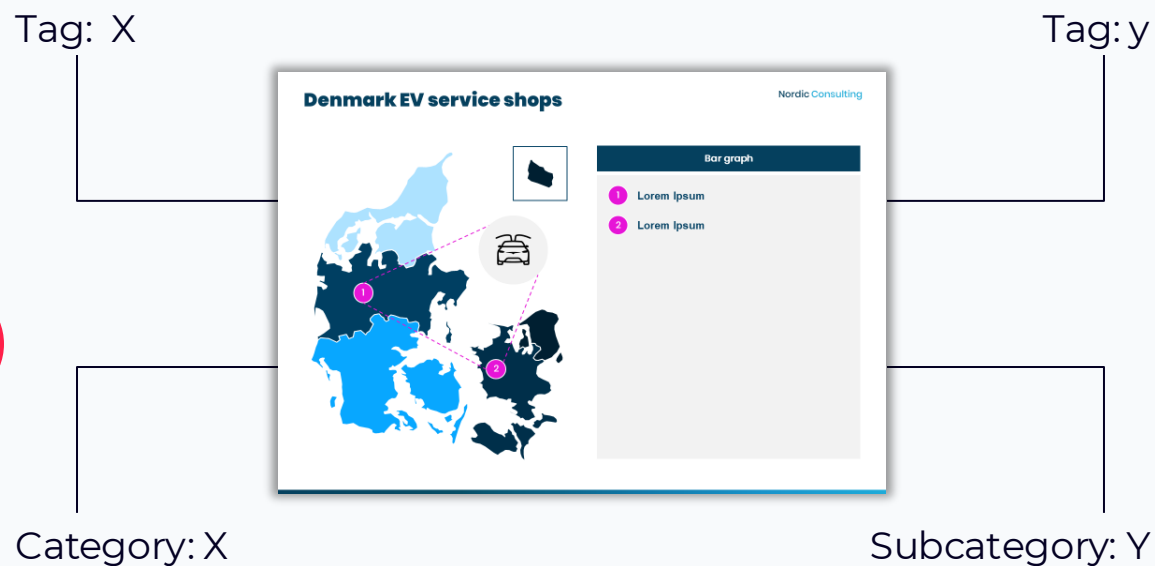 Tag: X
Tag: y
Denmark EV service shops
Nordic Consulting
Bar graph
1 Lorem Ipsum
2 Lorem Ipsum
1
2
Category: X
Subcategory: Y